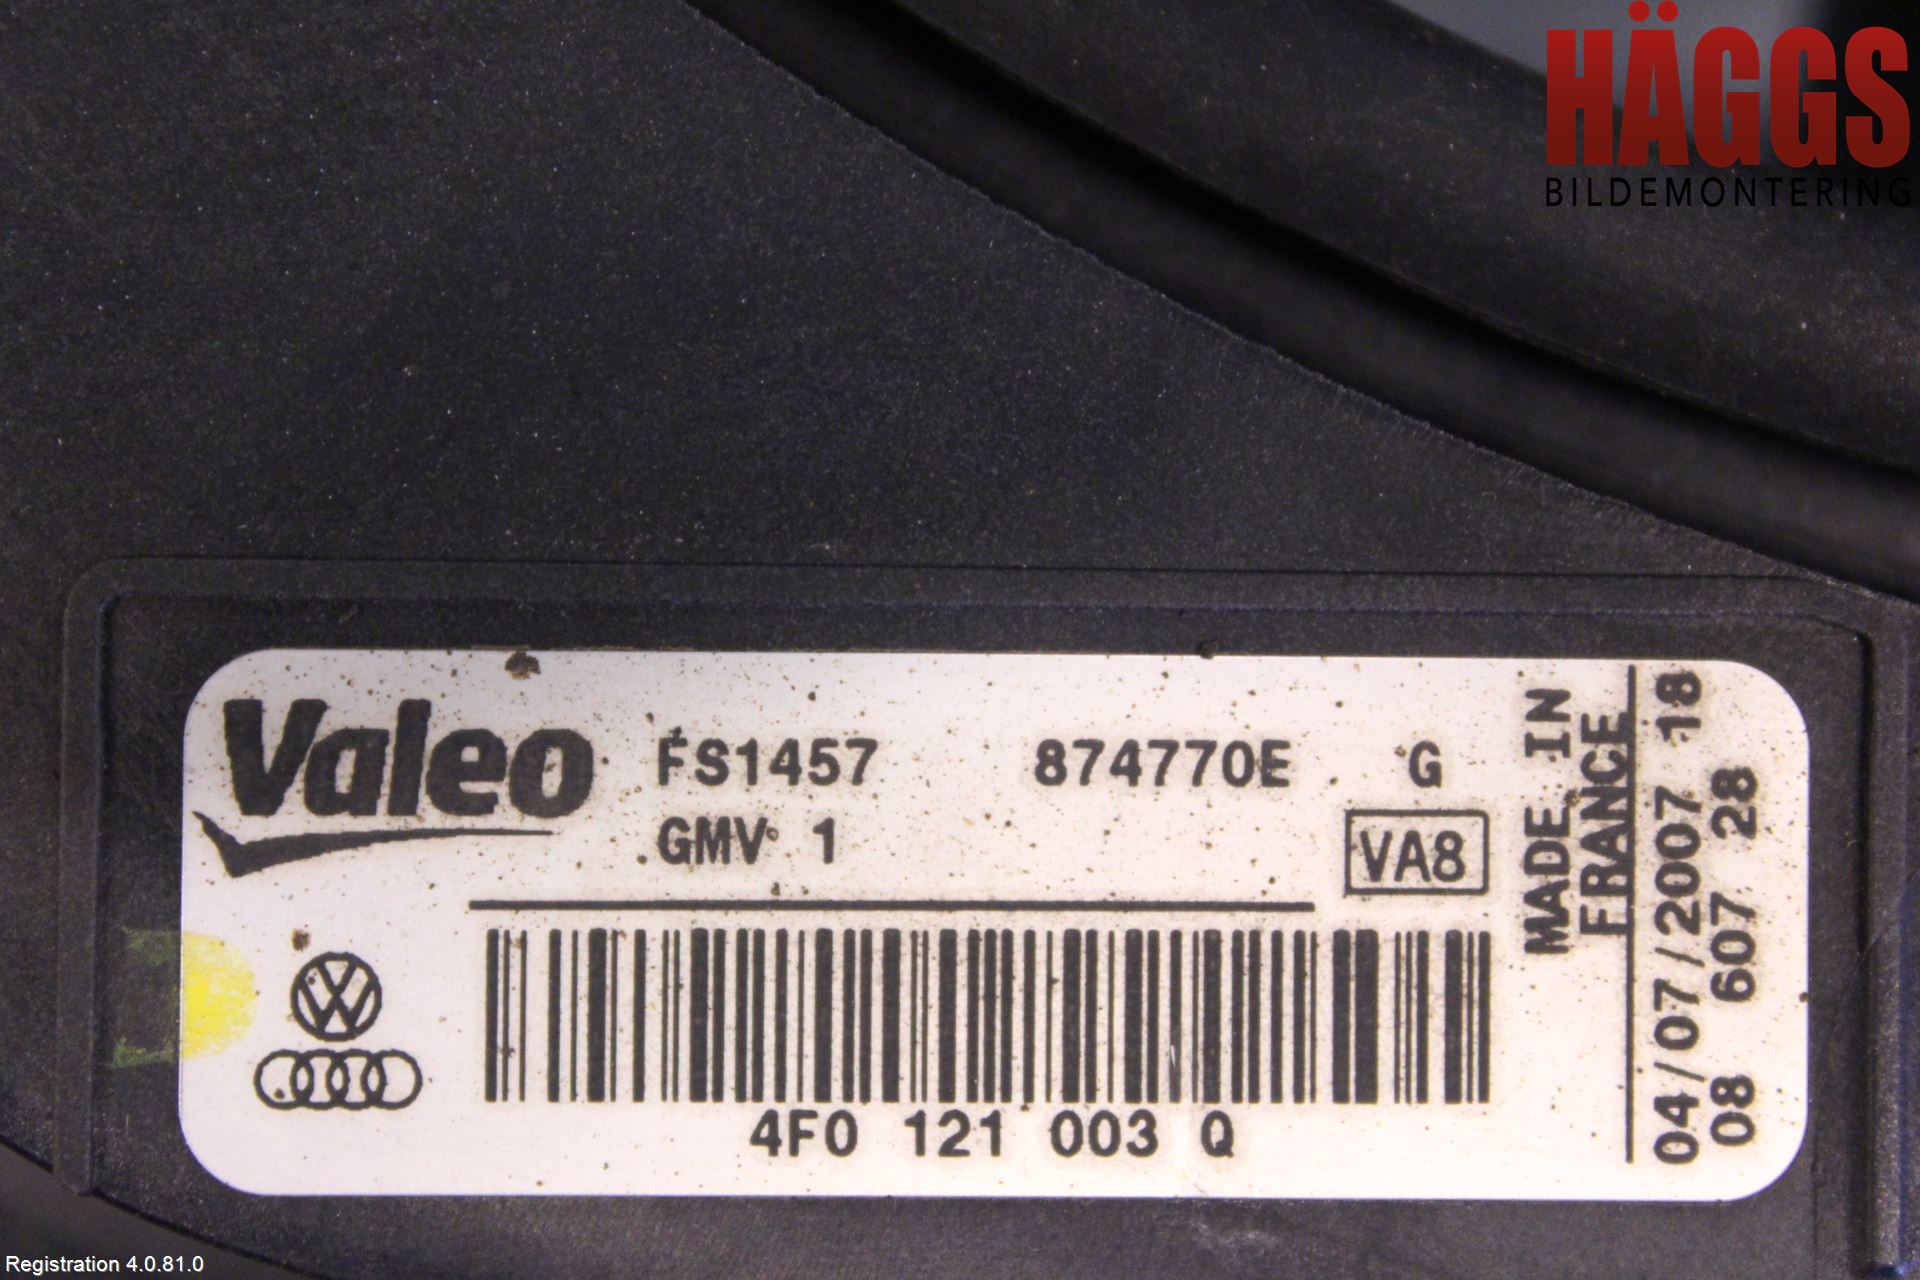 HÄGGS
BILDEMONTERING
Valeo
FS1457 874770E G
GMV 1
VA8
MADE IN
FRANCE
04/07/2007 18
08 607 28
4F0 121 003 Q
Registration 4.0.81.0